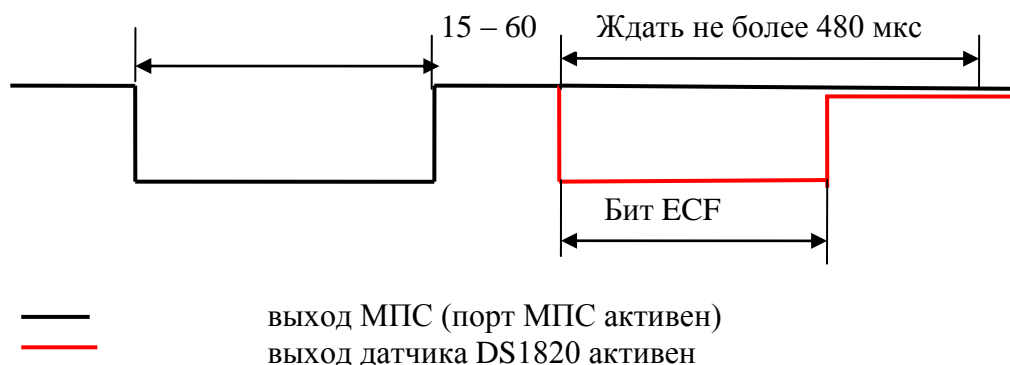 15 – 60 Ждать не более 480 мкс
Бит ECF
выход МПС (порт МПС активен)
выход датчика DS1820 активен